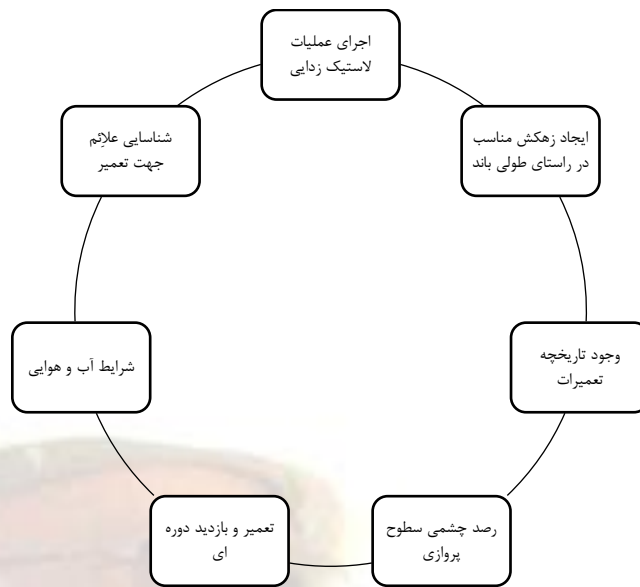 اجرای عملیات
لاستیک زدایی
ایجاد زهکش مناسب
در راستای طولی باند
وجود تاریخچه
تعمیرات
رصد چشمی سطوح
پروازی
تعمیر و بازدید دوره
ای
شرایط آب و هوایی
شناسایی علائم
جهت تعمیر